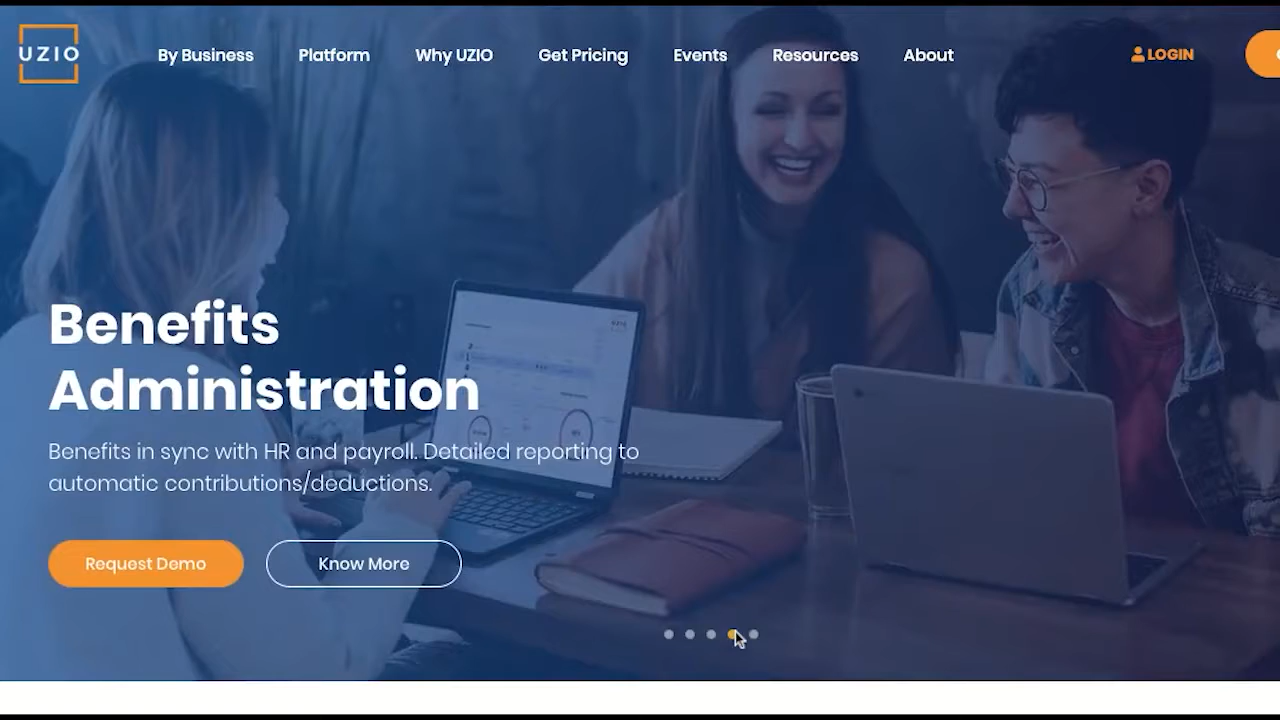 UZIO
By Business
Platform
Why UZIO
Get Pricing
Events
Resources
About
LOGIN
Benefits
Administration
Benefits in sync with HR and payroll. Detailed reporting to
automatic contributions/deductions.
Request Demo
Know More